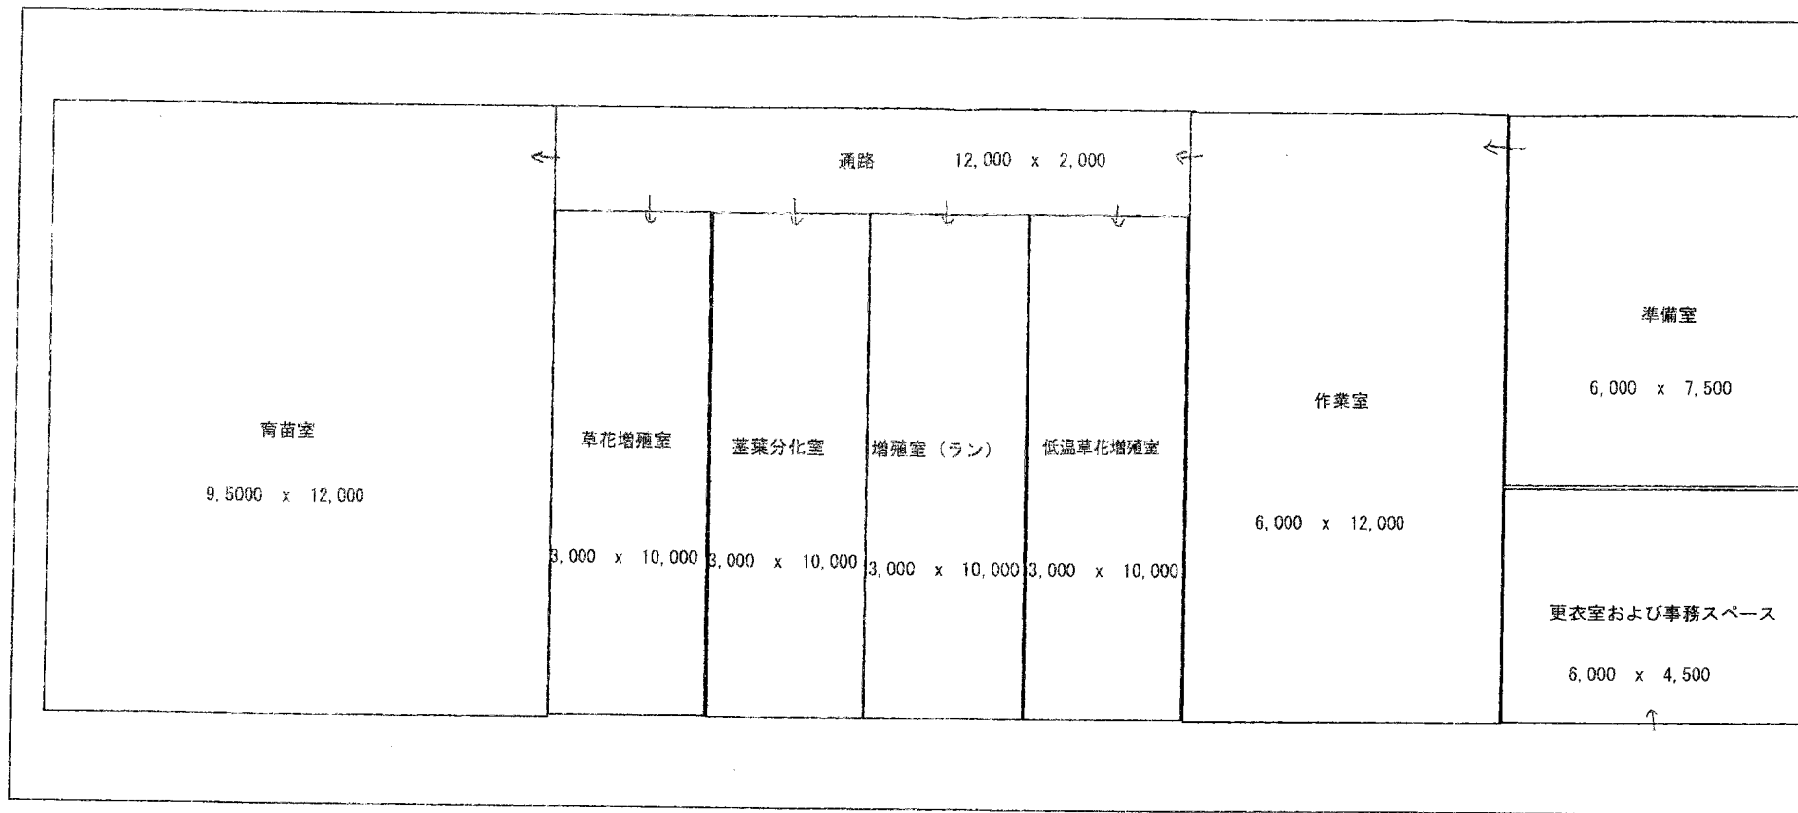 通路 12,000 x 2,000
準備室
6,000 x 7,500
作業室
6,000 x 12,000
育苗室
9,5000 x 12,000
草花増殖室
3,000 x 10,000
茎葉分化室
3,000 x 10,000
増殖室（ラン）
3,000 x 10,000
低温草花増殖室
3,000 x 10,000
更衣室および事務スペース
6,000 x 4,500